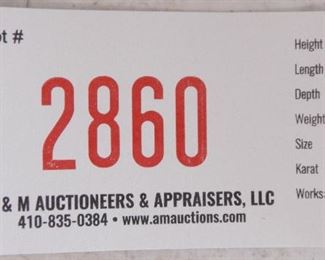 ot #
2860
& M AUCTIONEERS & APPRAISERS, LLC
410-835-0384 • www.amauctions.com
Height
Length
Depth
Weight
Size
Karat
Works: